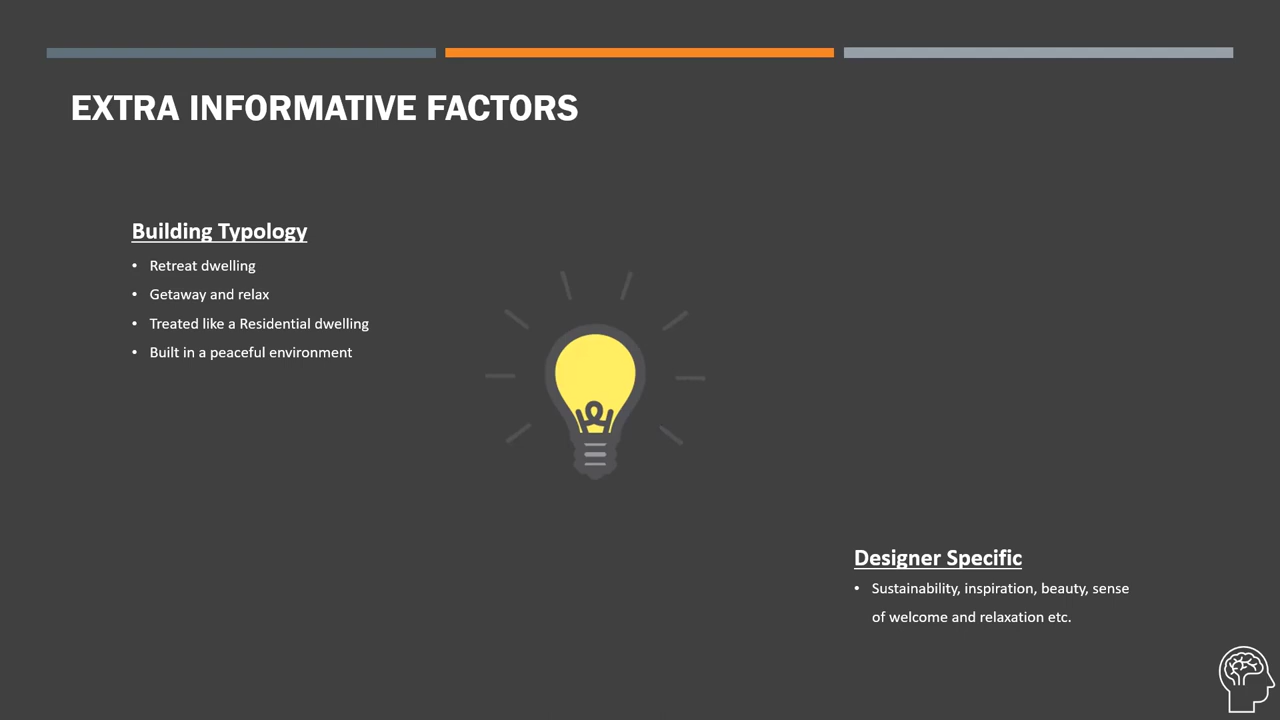 EXTRA INFORMATIVE FACTORS
Building Typology
• Retreat dwelling
• Getaway and relax
• Treated like a Residential dwelling
• Built in a peaceful environment
Designer Specific
• Sustainability, inspiration, beauty, sense
of welcome and relaxation etc.